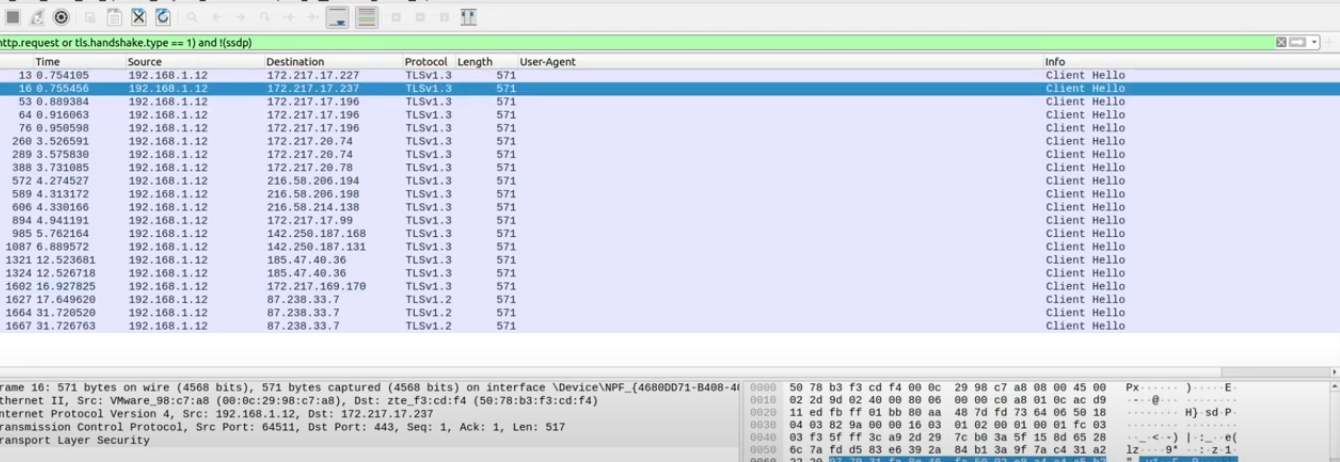 http.request or tls.handshake.type == 1) and !(ssdp)
Time Source Destination Protocol Length User-Agent Info
13 0.754105 192.168.1.12 172.217.17.227 TLSv1.3 571 Client Hello
16 0.755456 192.168.1.12 172.217.17.237 TLSv1.3 571 Client Hello
53 0.889384 192.168.1.12 172.217.17.196 TLSv1.3 571 Client Hello
64 0.916063 192.168.1.12 172.217.17.196 TLSv1.3 571 Client Hello
76 0.950598 192.168.1.12 172.217.17.196 TLSv1.3 571 Client Hello
260 3.526591 192.168.1.12 172.217.20.74 TLSv1.3 571 Client Hello
289 3.575830 192.168.1.12 172.217.20.74 TLSv1.3 571 Client Hello
388 3.731085 192.168.1.12 172.217.20.78 TLSv1.3 571 Client Hello
572 4.274527 192.168.1.12 216.58.206.194 TLSv1.3 571 Client Hello
589 4.313172 192.168.1.12 216.58.206.198 TLSv1.3 571 Client Hello
606 4.330166 192.168.1.12 216.58.214.138 TLSv1.3 571 Client Hello
894 4.941191 192.168.1.12 172.217.17.99 TLSv1.3 571 Client Hello
985 5.762164 192.168.1.12 142.250.187.168 TLSv1.3 571 Client Hello
1087 6.889572 192.168.1.12 142.250.187.131 TLSv1.3 571 Client Hello
1321 12.523681 192.168.1.12 185.47.40.36 TLSv1.3 571 Client Hello
1324 12.526718 192.168.1.12 185.47.40.36 TLSv1.3 571 Client Hello
1602 16.927825 192.168.1.12 172.217.169.170 TLSv1.3 571 Client Hello
1627 17.649620 192.168.1.12 87.238.33.7 TLSv1.2 571 Client Hello
1664 31.720520 192.168.1.12 87.238.33.7 TLSv1.2 571 Client Hello
1667 31.726763 192.168.1.12 87.238.33.7 TLSv1.2 571 Client Hello
rame 16: 571 bytes on wire (4568 bits), 571 bytes captured (4568 bits) on interface \Device\NPF_{4680DD71-B408-4
thernet II, Src: VMware_98:c7:a8 (00:0c:29:98:c7:a8), Dst: zte_f3:cd:f4 (50:78:b3:f3:cd:f4)
nternet Protocol Version 4, Src: 192.168.1.12, Dst: 172.217.17.237
ransmission Control Protocol, Src Port: 64511, Dst Port: 443, Seq: 1, Ack: 1, Len: 517
ransport Layer Security
0000 50 78 b3 f3 cd f4 00 0c 29 98 c7 a8 08 00 45 00 Px······ )·····E·
0010 02 2d 9d 02 40 00 80 06 00 00 c0 a8 01 0c ac d9 ·-··@··· ········
0020 11 ed fb ff 01 bb 80 aa 48 7d fd 73 64 06 50 18 ········ H}·sd·P·
0030 04 03 82 9a 00 00 16 03 01 02 00 01 00 01 fc 03 ········ ········
0040 03 f5 5f ff 3c a9 2d 29 7c b0 3a 5f 15 8d 65 28 ··_·<·-) |·:_··e(
0050 6c 7a fd d5 83 e6 39 2a 84 b1 3a 9f 7a c4 31 a2 lz····9* ··:·z·1·